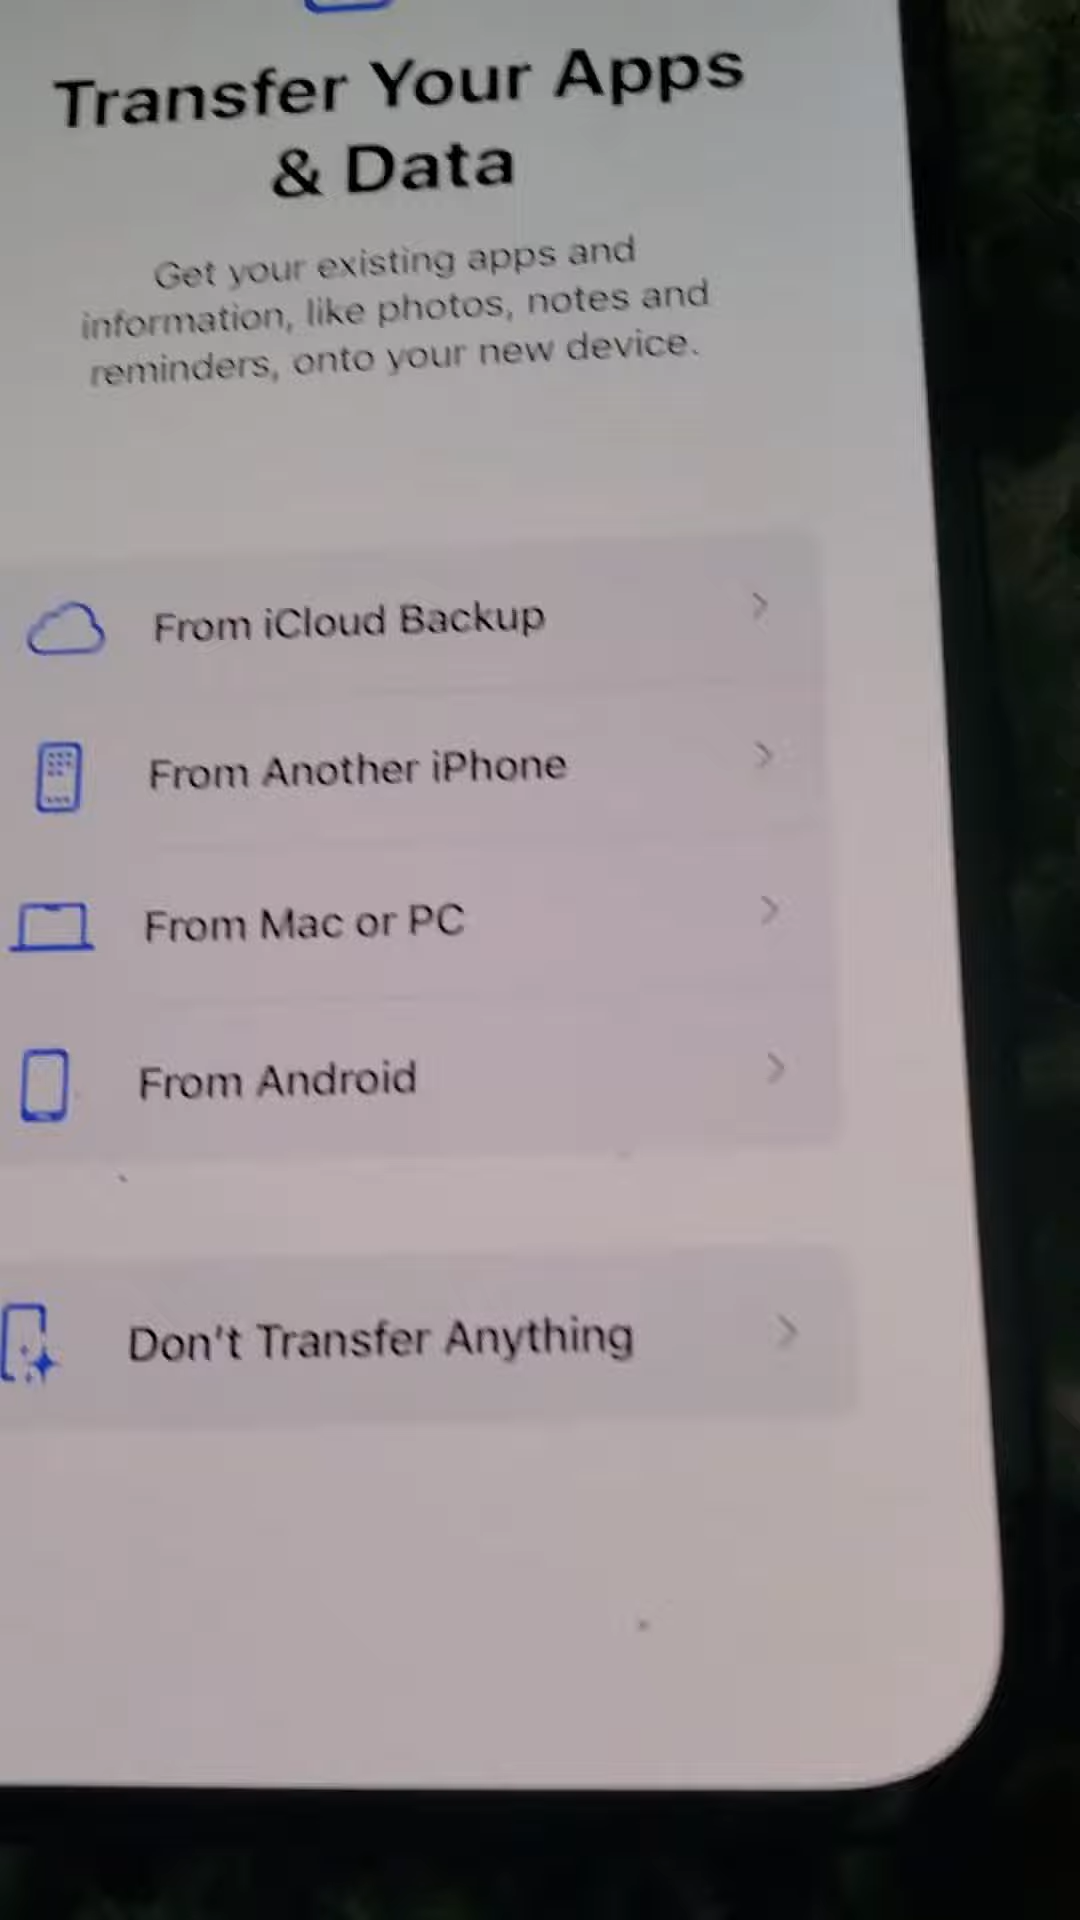 Transfer Your Apps
& Data
Get your existing apps and
information, like photos, notes and
reminders, onto your new device.
From iCloud Backup
From Another iPhone
From Mac or PC
From Android
Don't Transfer Anything